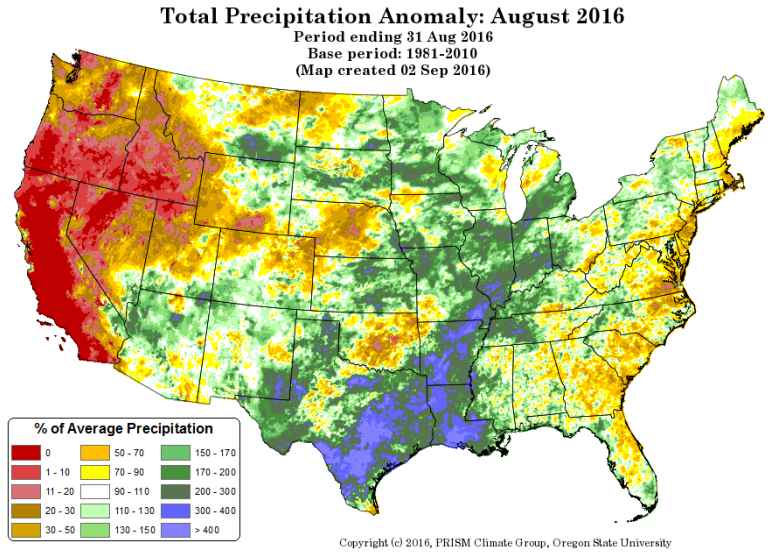 Total Precipitation Anomaly: August 2016
Period ending 31 Aug 2016
Base period: 1981-2010
(Map created 02 Sep 2016)
% of Average Precipitation
0 50 - 70 150 - 170
1 - 10 70 - 90 170 - 200
11 - 20 90 - 110 200 - 300
20 - 30 110 - 130 300 - 400
30 - 50 130 - 150 > 400
Copyright (c) 2016, PRISM Climate Group, Oregon State University